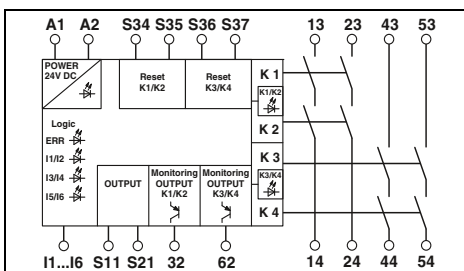 A1 A2 S34 S35 S36 S37 13 23 43 53
POWER
24V DC
Reset
K1/K2
Reset
K3/K4
K 1
K1/K2
K 2
Logic
ERR
I1/I2
I3/I4
I5/I6
K 3
K3/K4
K 4
OUTPUT
Monitoring
OUTPUT
K1/K2
Monitoring
OUTPUT
K3/K4
I1...I6 S11 S21 32 62 14 24 44 54